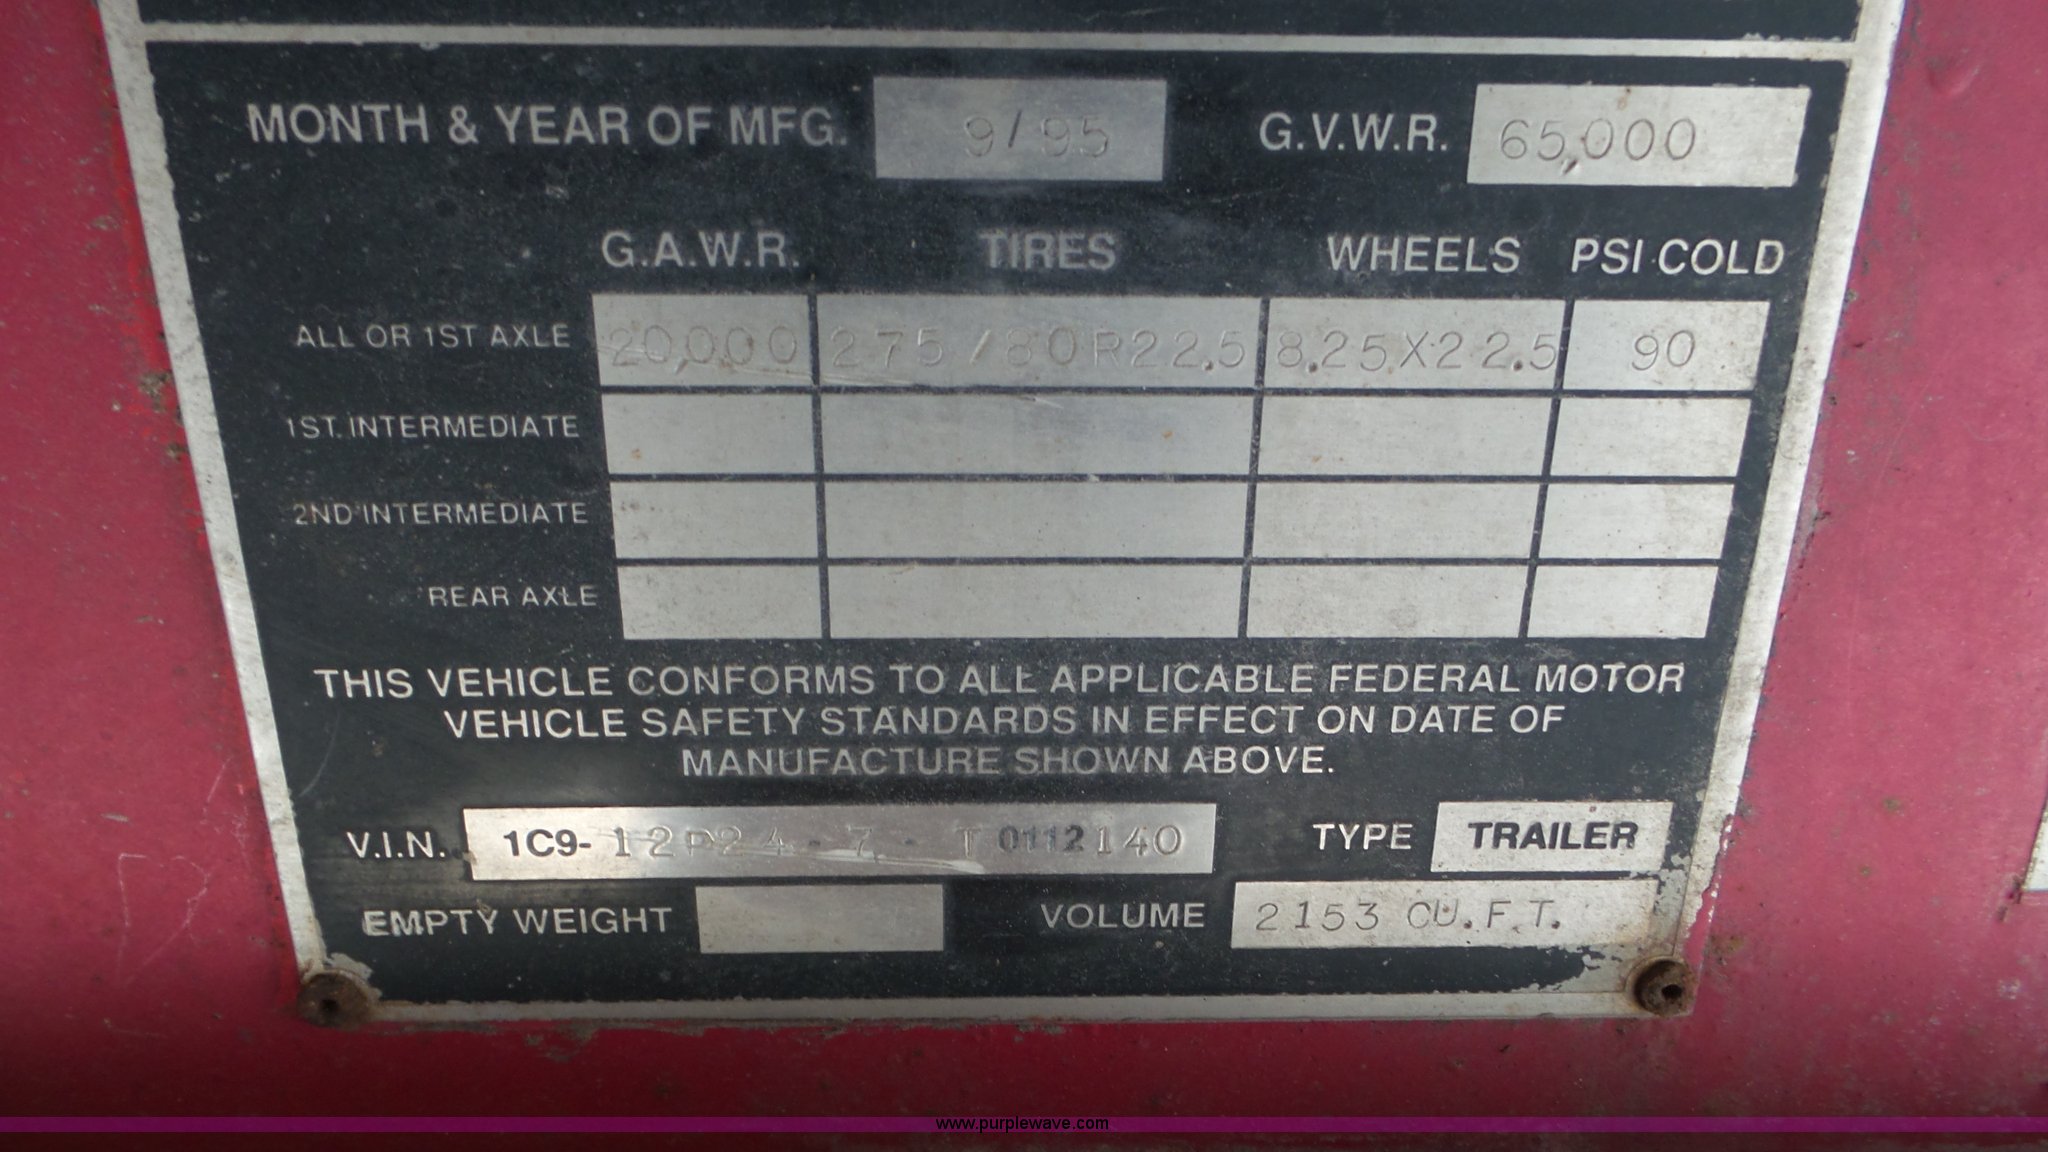 MONTH & YEAR OF MFG. 9/95 G.V.W.R. 65,000
G.A.W.R. TIRES WHEELS PSI COLD
ALL OR 1ST AXLE 20,000 275/80R22.5 8.25X22.5 90
1ST. INTERMEDIATE
2ND INTERMEDIATE
REAR AXLE
THIS VEHICLE CONFORMS TO ALL APPLICABLE FEDERAL MOTOR
VEHICLE SAFETY STANDARDS IN EFFECT ON DATE OF
MANUFACTURE SHOWN ABOVE.
V.I.N. 1C9-12P24-7-T0112140 TYPE TRAILER
EMPTY WEIGHT VOLUME 2153 CU.F.T.
www.purplewave.com